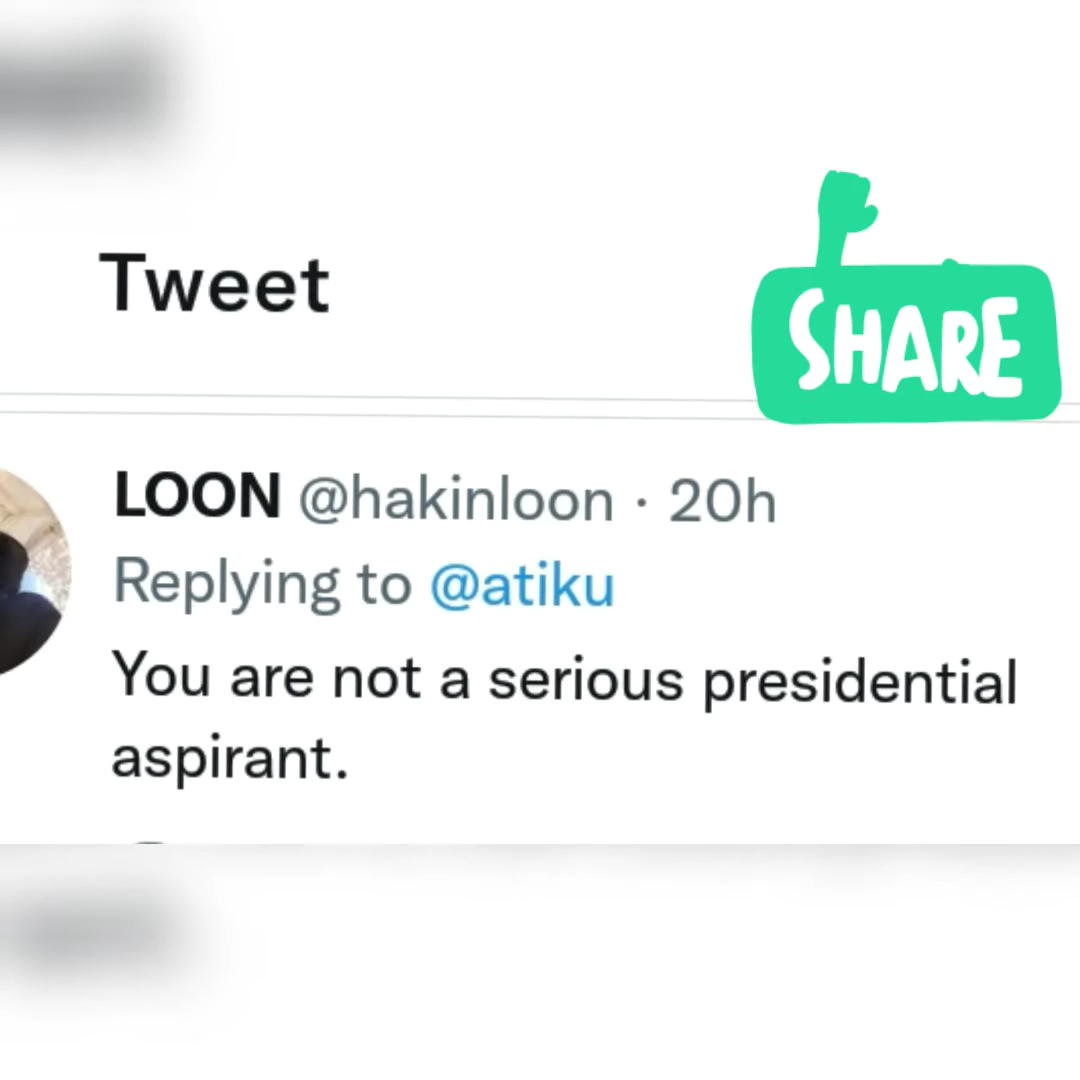 Tweet
SHARE
LOON @hakinloon · 20h
Replying to @atiku
You are not a serious presidential
aspirant.